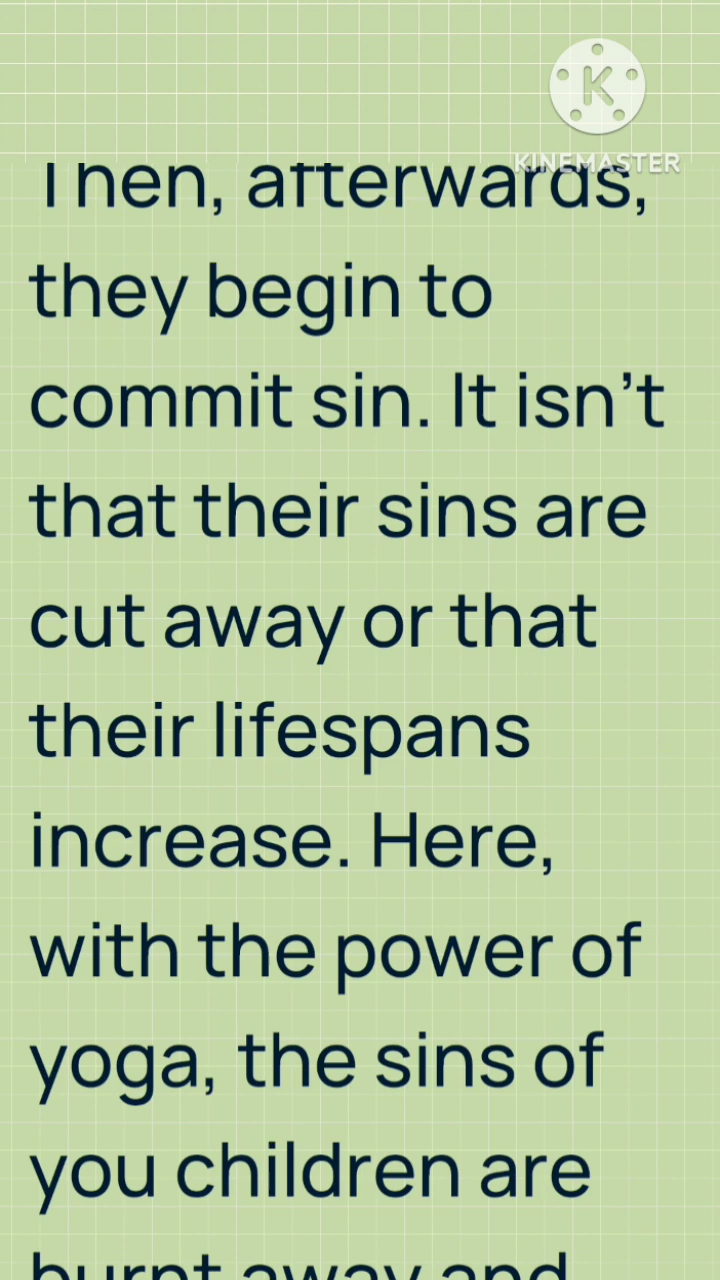 KINEMASTER
Then, afterwards,
they begin to
commit sin. It isn’t
that their sins are
cut away or that
their lifespans
increase. Here,
with the power of
yoga, the sins of
you children are
burnt away and